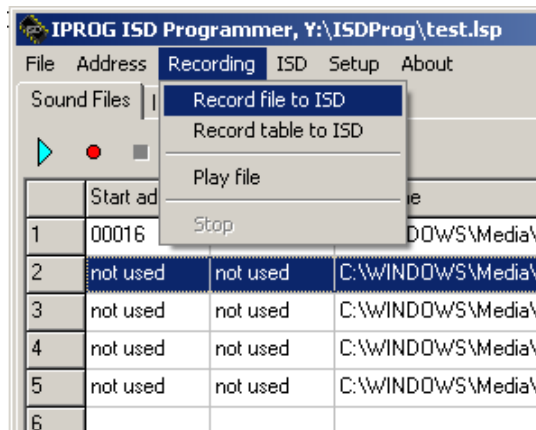 IPROG ISD Programmer, Y:\ISDProg\test.lsp
File Address Recording ISD Setup About
Sound Files
Record file to ISD
Record table to ISD
Play file
Stop
Start ad
1 00016 DOWS\Media\
2 not used not used C:\WINDOWS\Media\
3 not used not used C:\WINDOWS\Media\
4 not used not used C:\WINDOWS\Media\
5 not used not used C:\WINDOWS\Media\
6